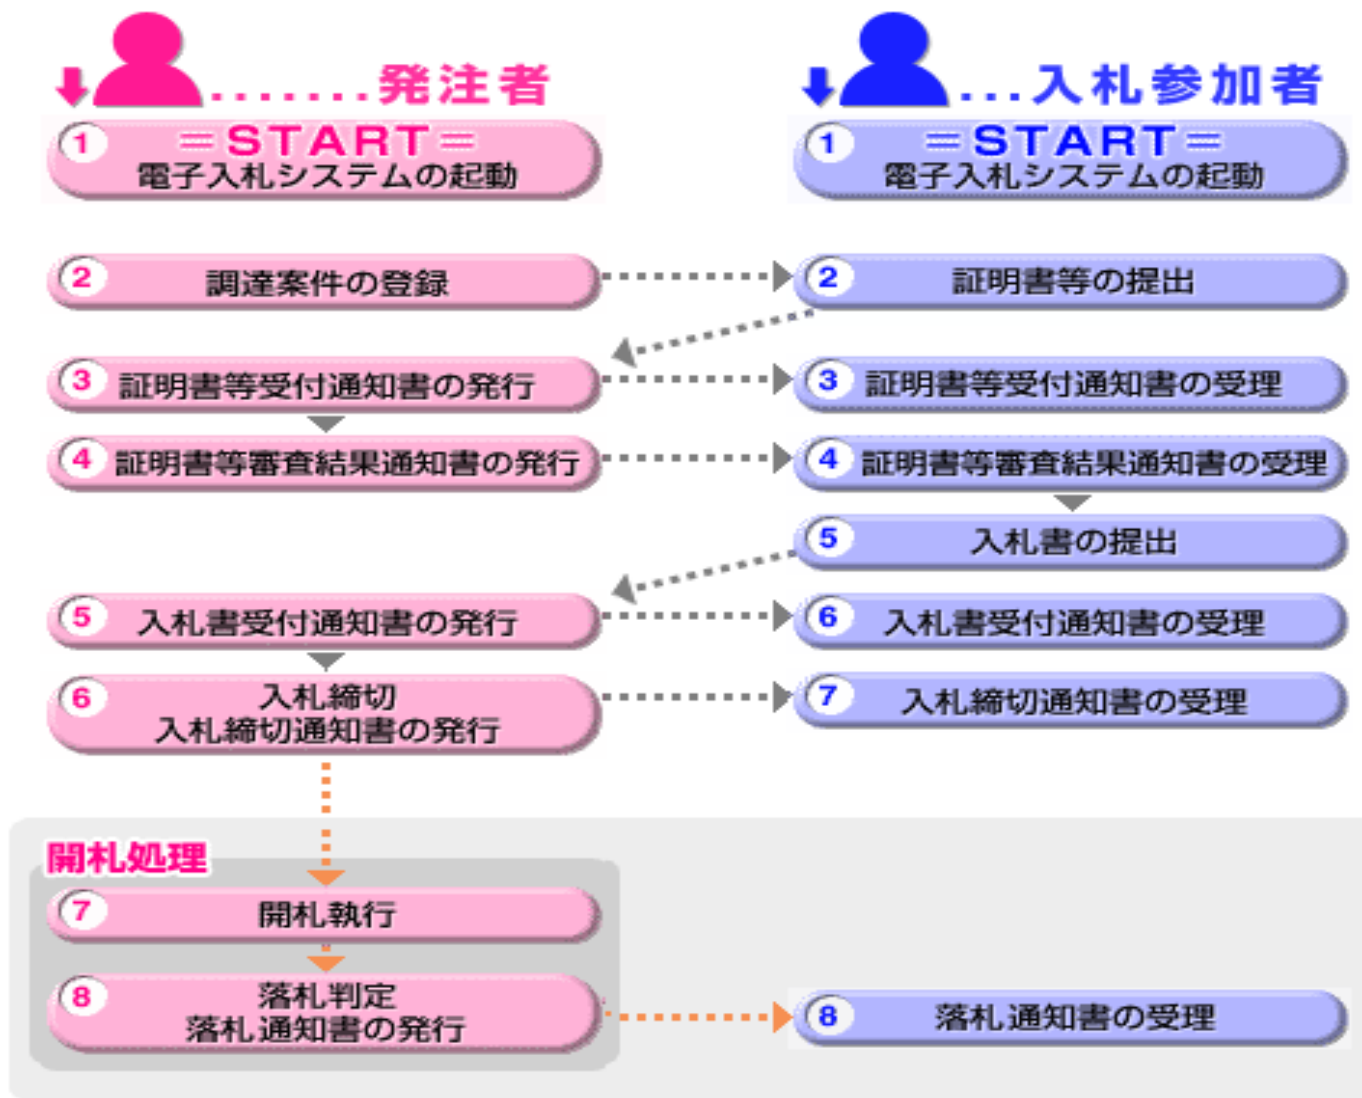 .......発注者
...入札参加者
1 =START=
電子入札システムの起動
1 =START=
電子入札システムの起動
2 調達案件の登録
2 証明書等の提出
3 証明書等受付通知書の発行
3 証明書等受付通知書の受理
4 証明書等審査結果通知書の発行
4 証明書等審査結果通知書の受理
5 入札書の提出
5 入札書受付通知書の発行
6 入札書受付通知書の受理
6 入札締切
入札締切通知書の発行
7 入札締切通知書の受理
開札処理
7 開札執行
8 落札判定
落札通知書の発行
8 落札通知書の受理